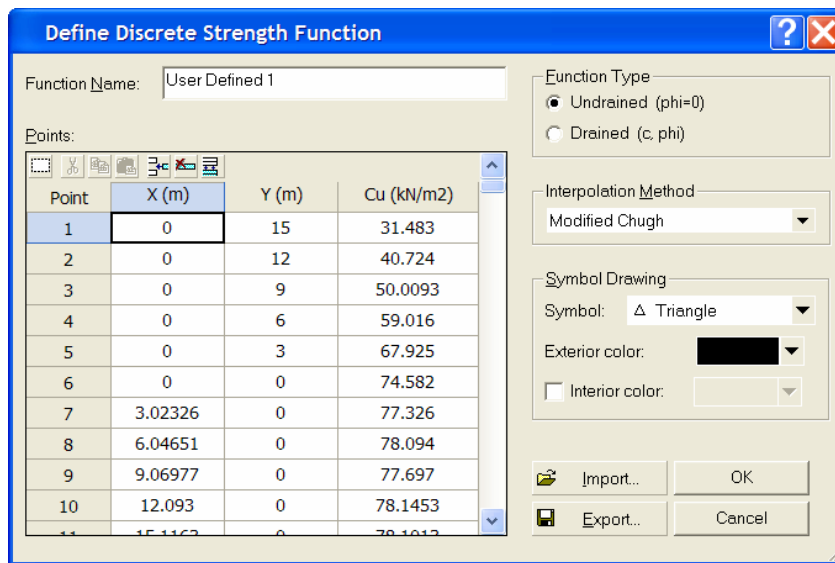 Define Discrete Strength Function
Function Name: User Defined 1
Points:
Point X (m) Y (m) Cu (kN/m2)
1 0 15 31.483
2 0 12 40.724
3 0 9 50.0093
4 0 6 59.016
5 0 3 67.925
6 0 0 74.582
7 3.02326 0 77.326
8 6.04651 0 78.094
9 9.06977 0 77.697
10 12.093 0 78.1453
Function Type
Undrained (phi=0)
Drained (c, phi)
Interpolation Method
Modified Chugh
Symbol Drawing
Symbol: Triangle
Exterior color:
Interior color:
Import... OK
Export... Cancel